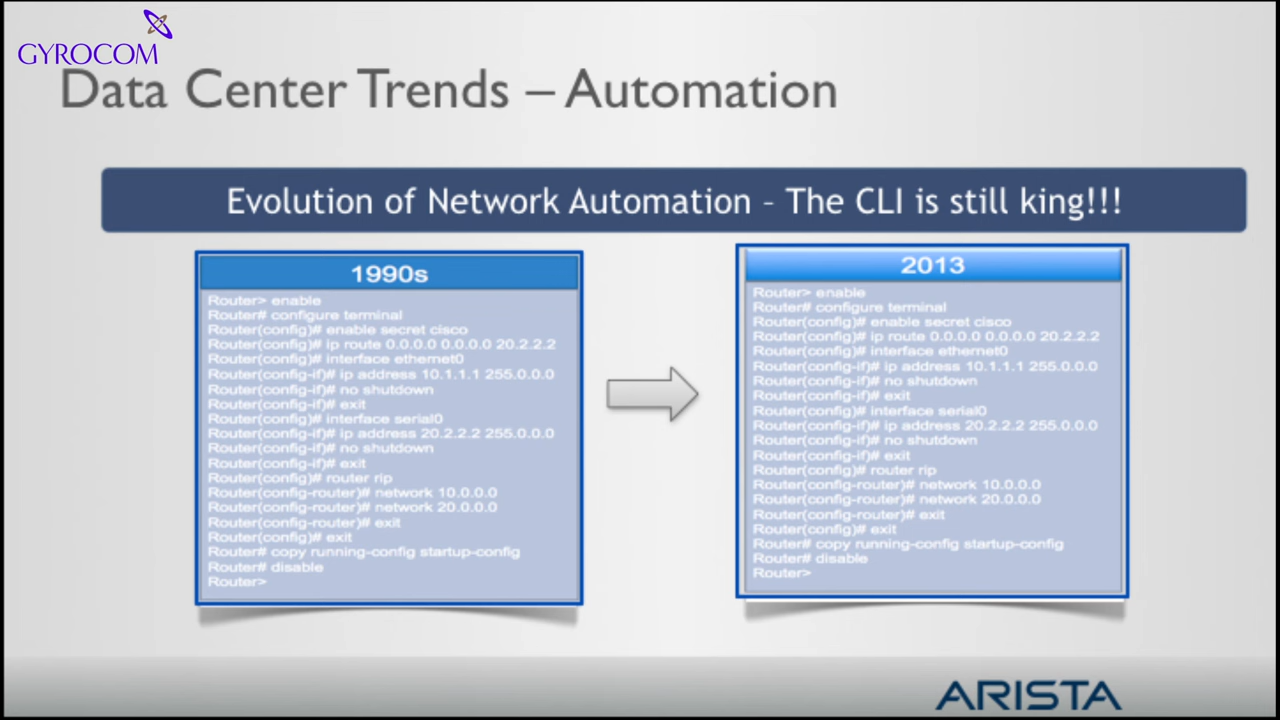 GYROCOM
Data Center Trends – Automation
Evolution of Network Automation – The CLI is still king!!!
1990s
Router> enable
Router# configure terminal
Router(config)# enable secret cisco
Router(config)# ip route 0.0.0.0 0.0.0.0 20.2.2.2
Router(config)# interface ethernet0
Router(config-if)# ip address 10.1.1.1 255.0.0.0
Router(config-if)# no shutdown
Router(config-if)# exit
Router(config)# interface serial0
Router(config-if)# ip address 20.2.2.2 255.0.0.0
Router(config-if)# no shutdown
Router(config-if)# exit
Router(config)# router rip
Router(config-router)# network 10.0.0.0
Router(config-router)# network 20.0.0.0
Router(config-router)# exit
Router(config)# exit
Router# copy running-config startup-config
Router# disable
Router>
2013
Router> enable
Router# configure terminal
Router(config)# enable secret cisco
Router(config)# ip route 0.0.0.0 0.0.0.0 20.2.2.2
Router(config)# interface ethernet0
Router(config-if)# ip address 10.1.1.1 255.0.0.0
Router(config-if)# no shutdown
Router(config-if)# exit
Router(config)# interface serial0
Router(config-if)# ip address 20.2.2.2 255.0.0.0
Router(config-if)# no shutdown
Router(config-if)# exit
Router(config)# router rip
Router(config-router)# network 10.0.0.0
Router(config-router)# network 20.0.0.0
Router(config-router)# exit
Router(config)# exit
Router# copy running-config startup-config
Router# disable
Router>
ARISTA